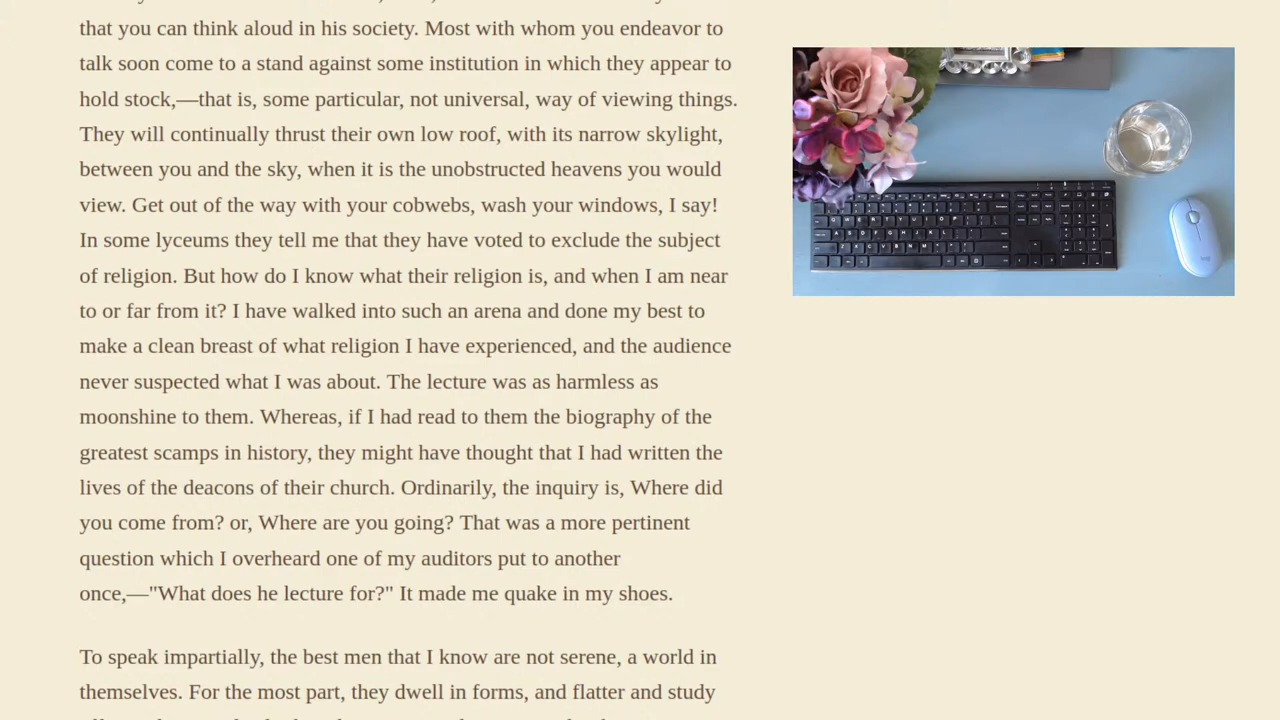 that you can think aloud in his society. Most with whom you endeavor to
talk soon come to a stand against some institution in which they appear to
hold stock,—that is, some particular, not universal, way of viewing things.
They will continually thrust their own low roof, with its narrow skylight,
between you and the sky, when it is the unobstructed heavens you would
view. Get out of the way with your cobwebs, wash your windows, I say!
In some lyceums they tell me that they have voted to exclude the subject
of religion. But how do I know what their religion is, and when I am near
to or far from it? I have walked into such an arena and done my best to
make a clean breast of what religion I have experienced, and the audience
never suspected what I was about. The lecture was as harmless as
moonshine to them. Whereas, if I had read to them the biography of the
greatest scamps in history, they might have thought that I had written the
lives of the deacons of their church. Ordinarily, the inquiry is, Where did
you come from? or, Where are you going? That was a more pertinent
question which I overheard one of my auditors put to another
once,—"What does he lecture for?" It made me quake in my shoes.
To speak impartially, the best men that I know are not serene, a world in
themselves. For the most part, they dwell in forms, and flatter and study